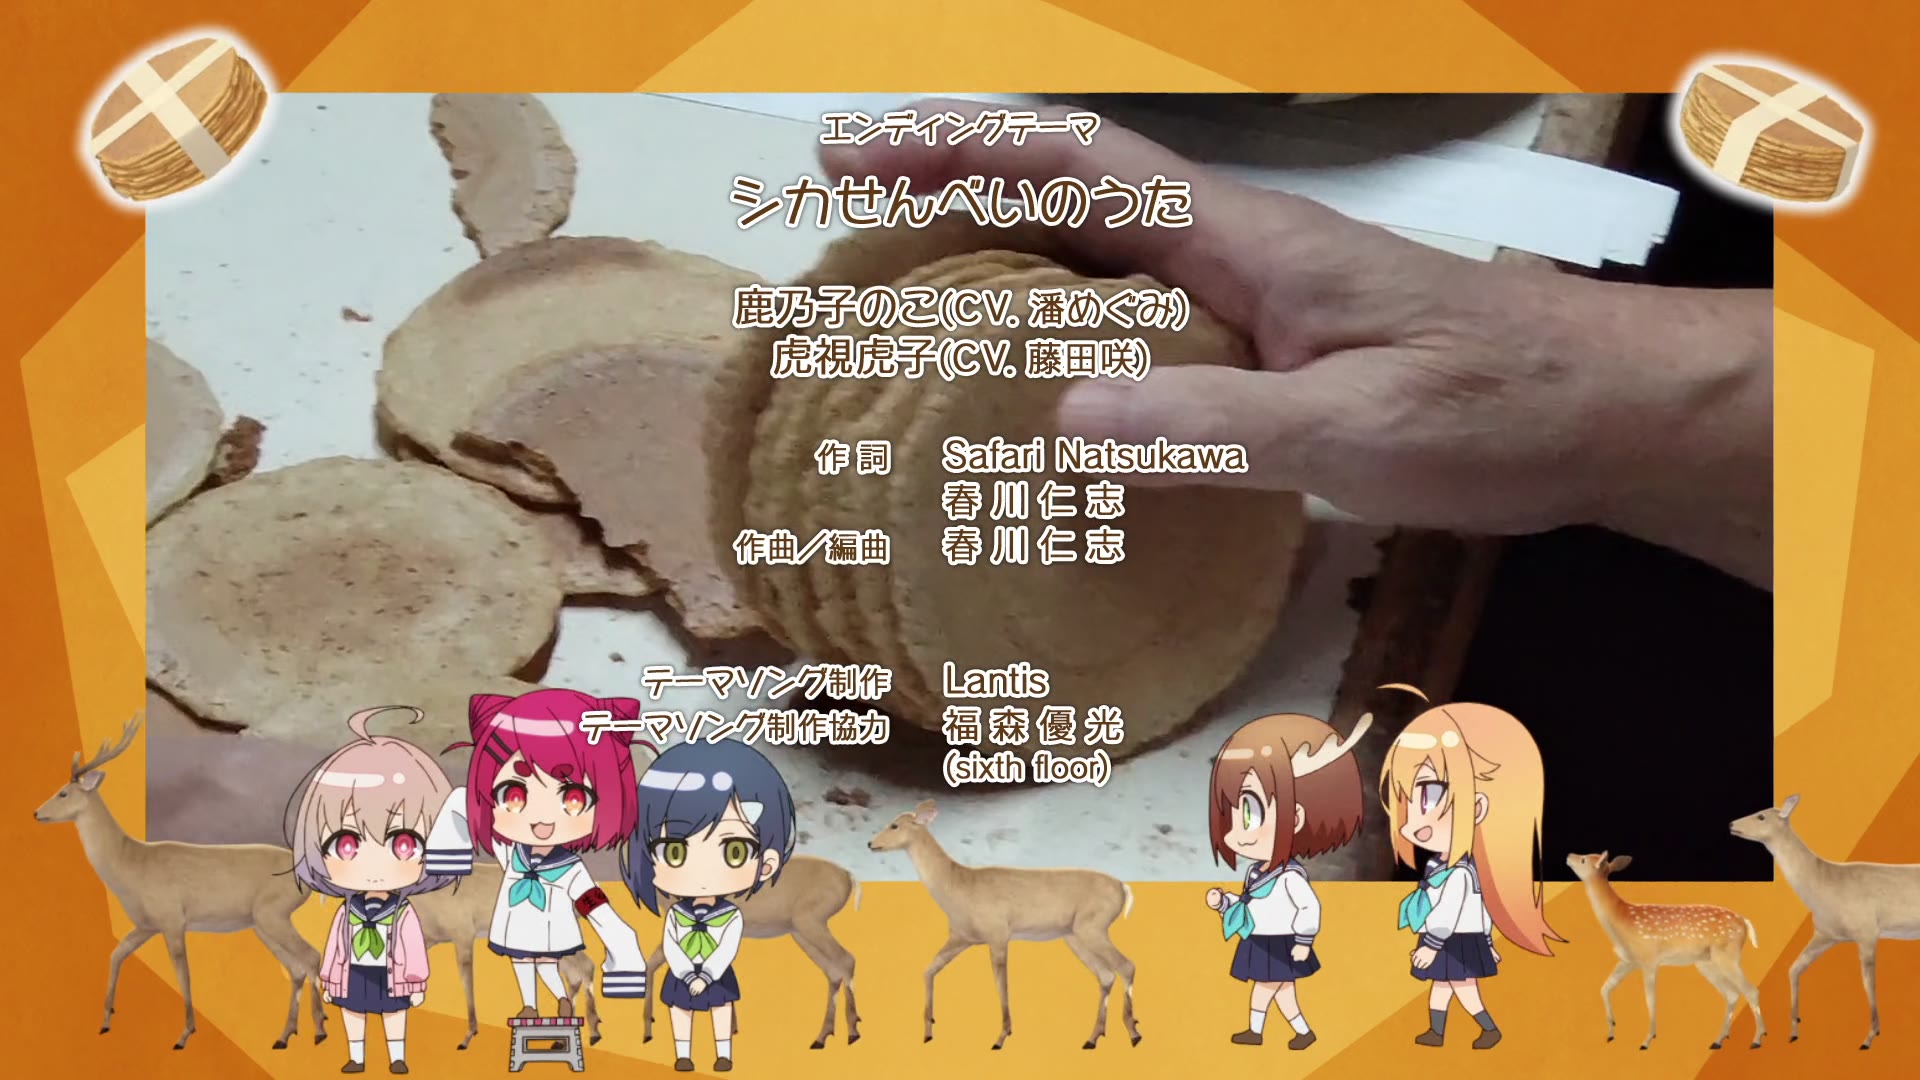 エンディングテーマ
シカせんべいのうた
鹿乃子のこ(CV. 潘めぐみ)
虎視虎子(CV. 藤田咲)
作詞 Safari Natsukawa
春川仁志
作曲／編曲 春川仁志
テーマソング制作 Lantis
テーマソング制作協力 福森優光
(sixth floor)